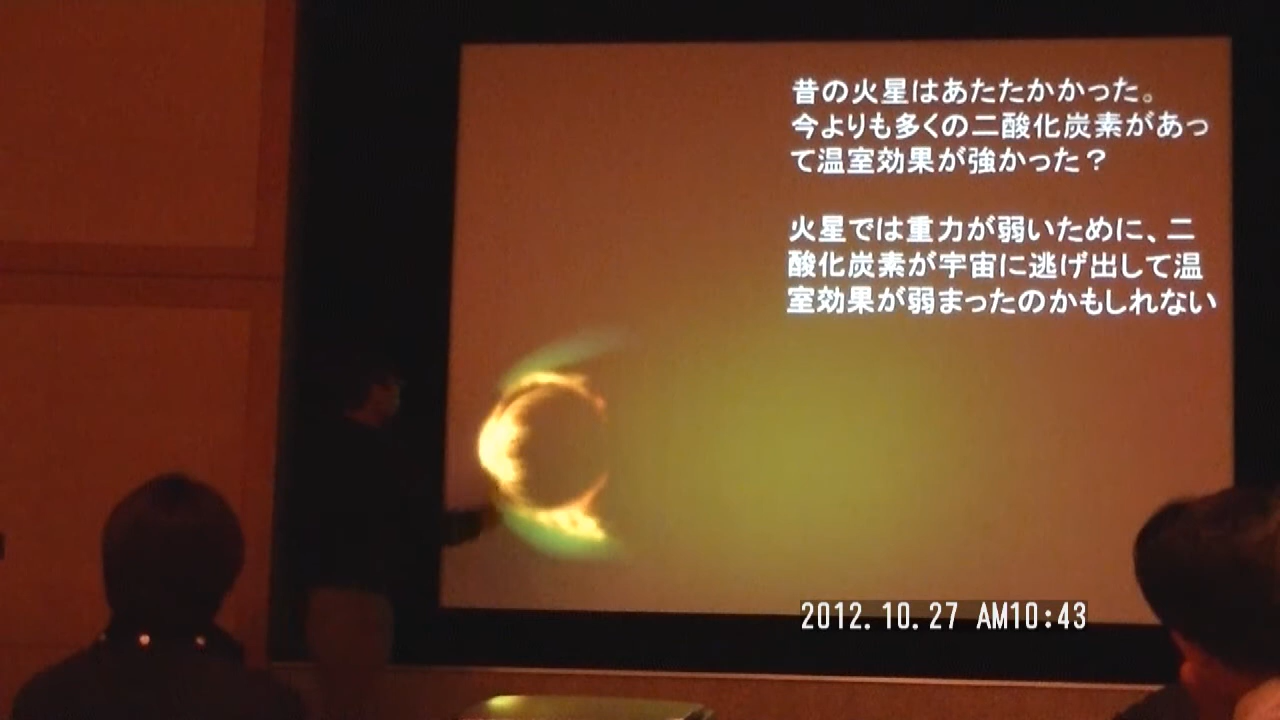 昔の火星はあたたかかった。
今よりも多くの二酸化炭素があっ
て温室効果が強かった？
火星では重力が弱いために、二
酸化炭素が宇宙に逃げ出して温
室効果が弱まったのかもしれない
2012.10.27 AM10:43